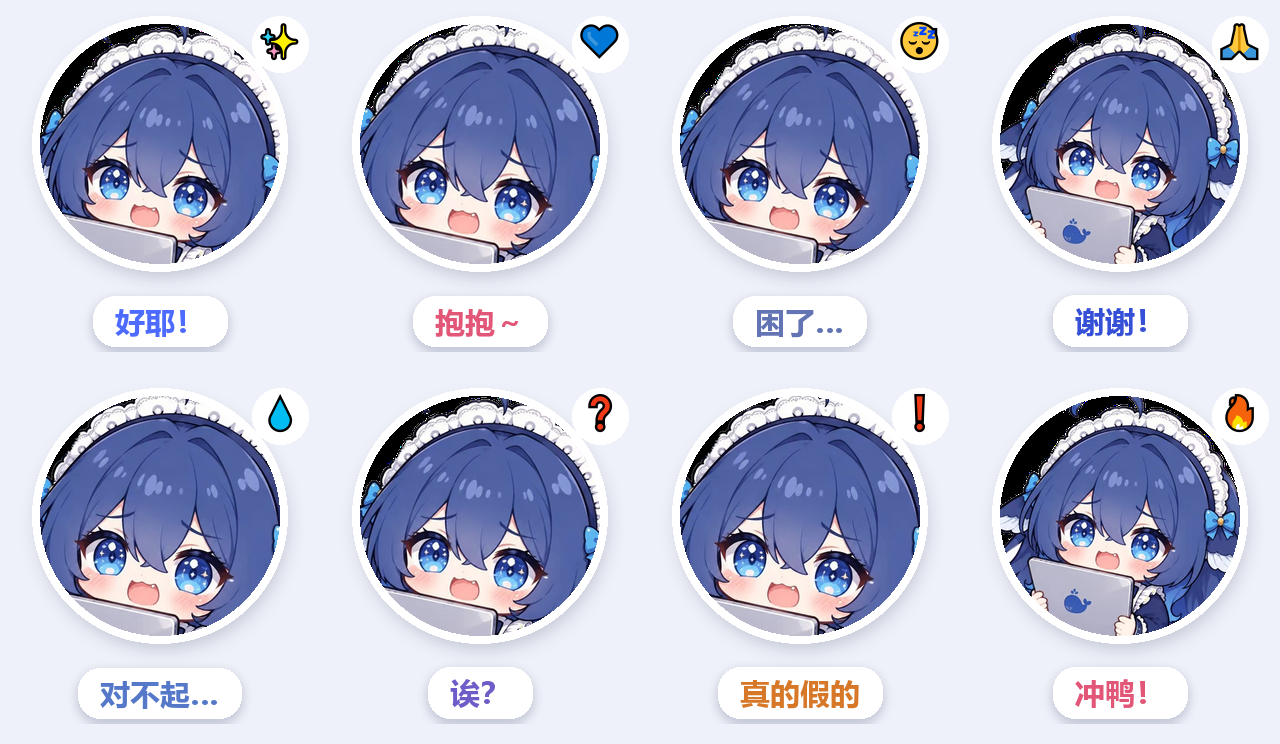 好耶！
抱抱～
困了...
谢谢！
对不起...
诶？
真的假的
冲鸭！